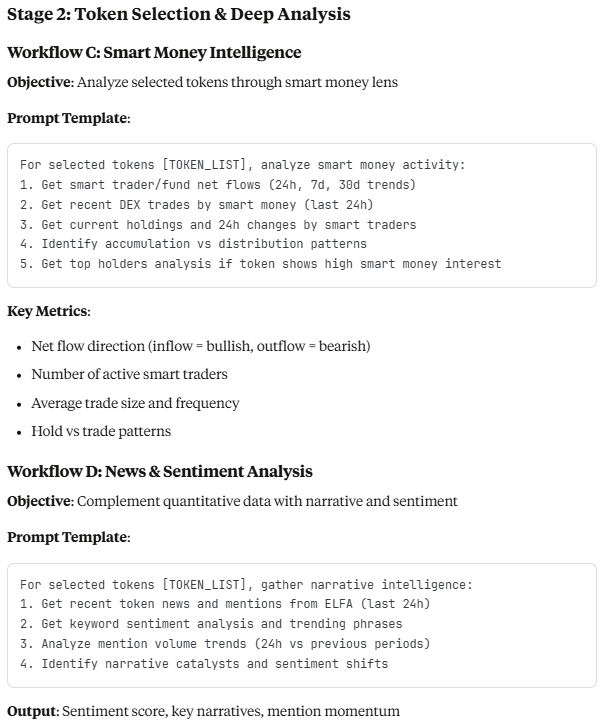 Stage 2: Token Selection & Deep Analysis
Workflow C: Smart Money Intelligence
Objective: Analyze selected tokens through smart money lens
Prompt Template:
For selected tokens [TOKEN_LIST], analyze smart money activity:
1. Get smart trader/fund net flows (24h, 7d, 30d trends)
2. Get recent DEX trades by smart money (last 24h)
3. Get current holdings and 24h changes by smart traders
4. Identify accumulation vs distribution patterns
5. Get top holders analysis if token shows high smart money interest
Key Metrics:
• Net flow direction (inflow = bullish, outflow = bearish)
• Number of active smart traders
• Average trade size and frequency
• Hold vs trade patterns
Workflow D: News & Sentiment Analysis
Objective: Complement quantitative data with narrative and sentiment
Prompt Template:
For selected tokens [TOKEN_LIST], gather narrative intelligence:
1. Get recent token news and mentions from ELFA (last 24h)
2. Get keyword sentiment analysis and trending phrases
3. Analyze mention volume trends (24h vs previous periods)
4. Identify narrative catalysts and sentiment shifts
Output: Sentiment score, key narratives, mention momentum